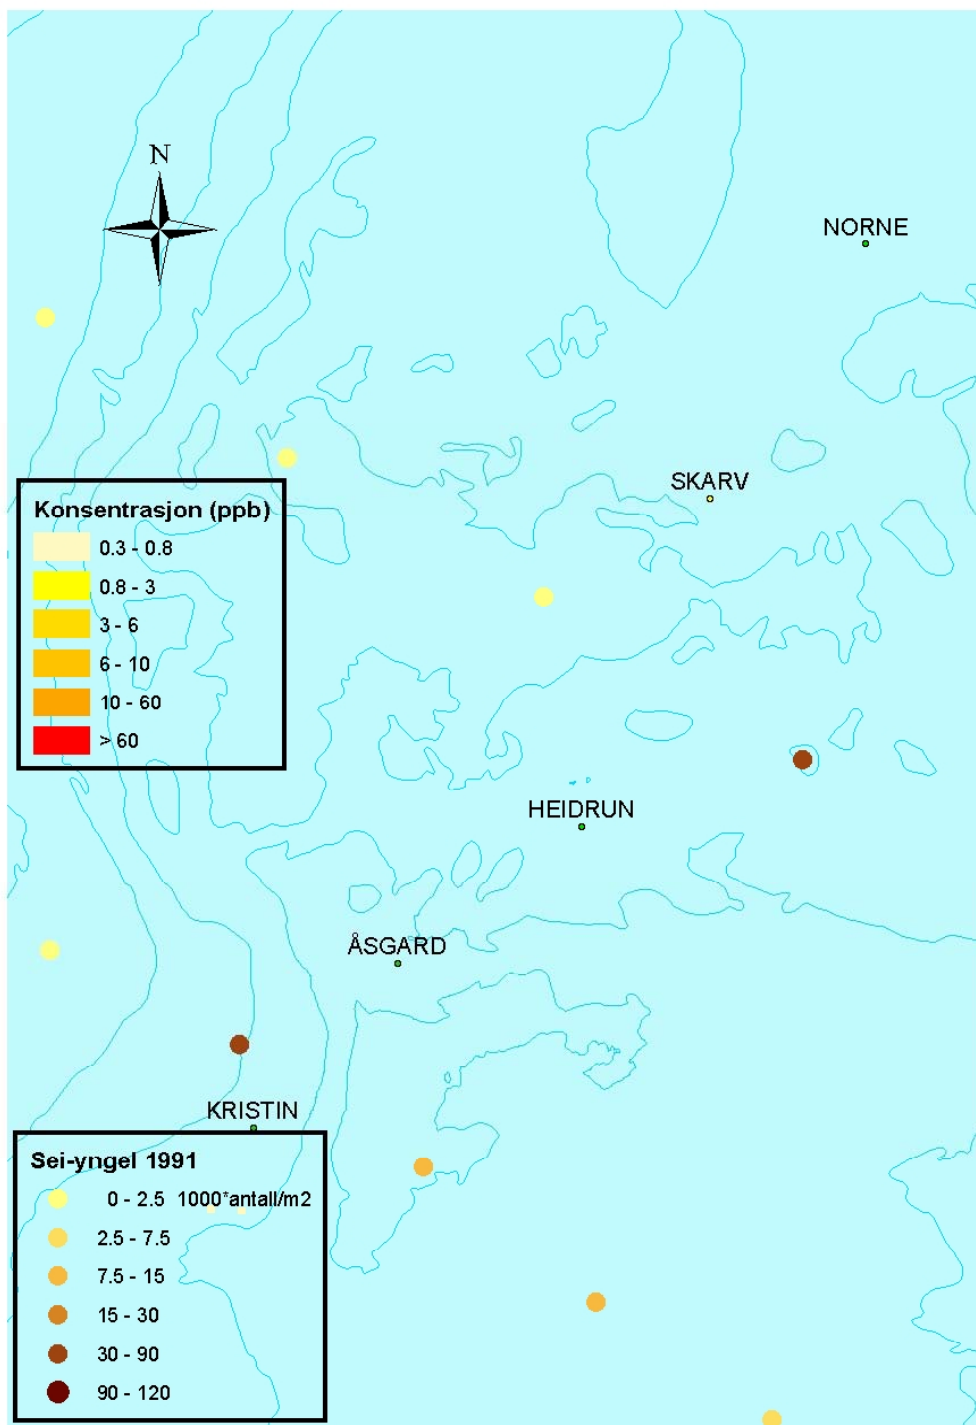 N
NORNE
SKARV
Konsentrasjon (ppb)
0.3 - 0.8
0.8 - 3
3 - 6
6 - 10
10 - 60
> 60
HEIDRUN
ÅSGARD
KRISTIN
Sei-yngel 1991
0 - 2.5 1000*antall/m2
2.5 - 7.5
7.5 - 15
15 - 30
30 - 90
90 - 120